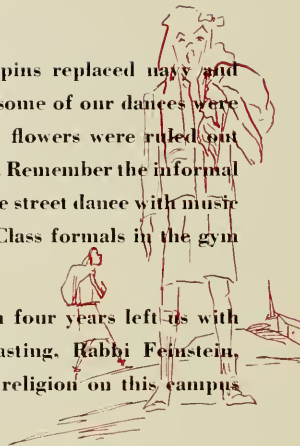 pins replaced navy and
some of our dances were
flowers were ruled out
Remember the informal
e street dance with music
Class formals in the gym
n four years left us with
asting. Rabbi Feinstein,
religion on this campus